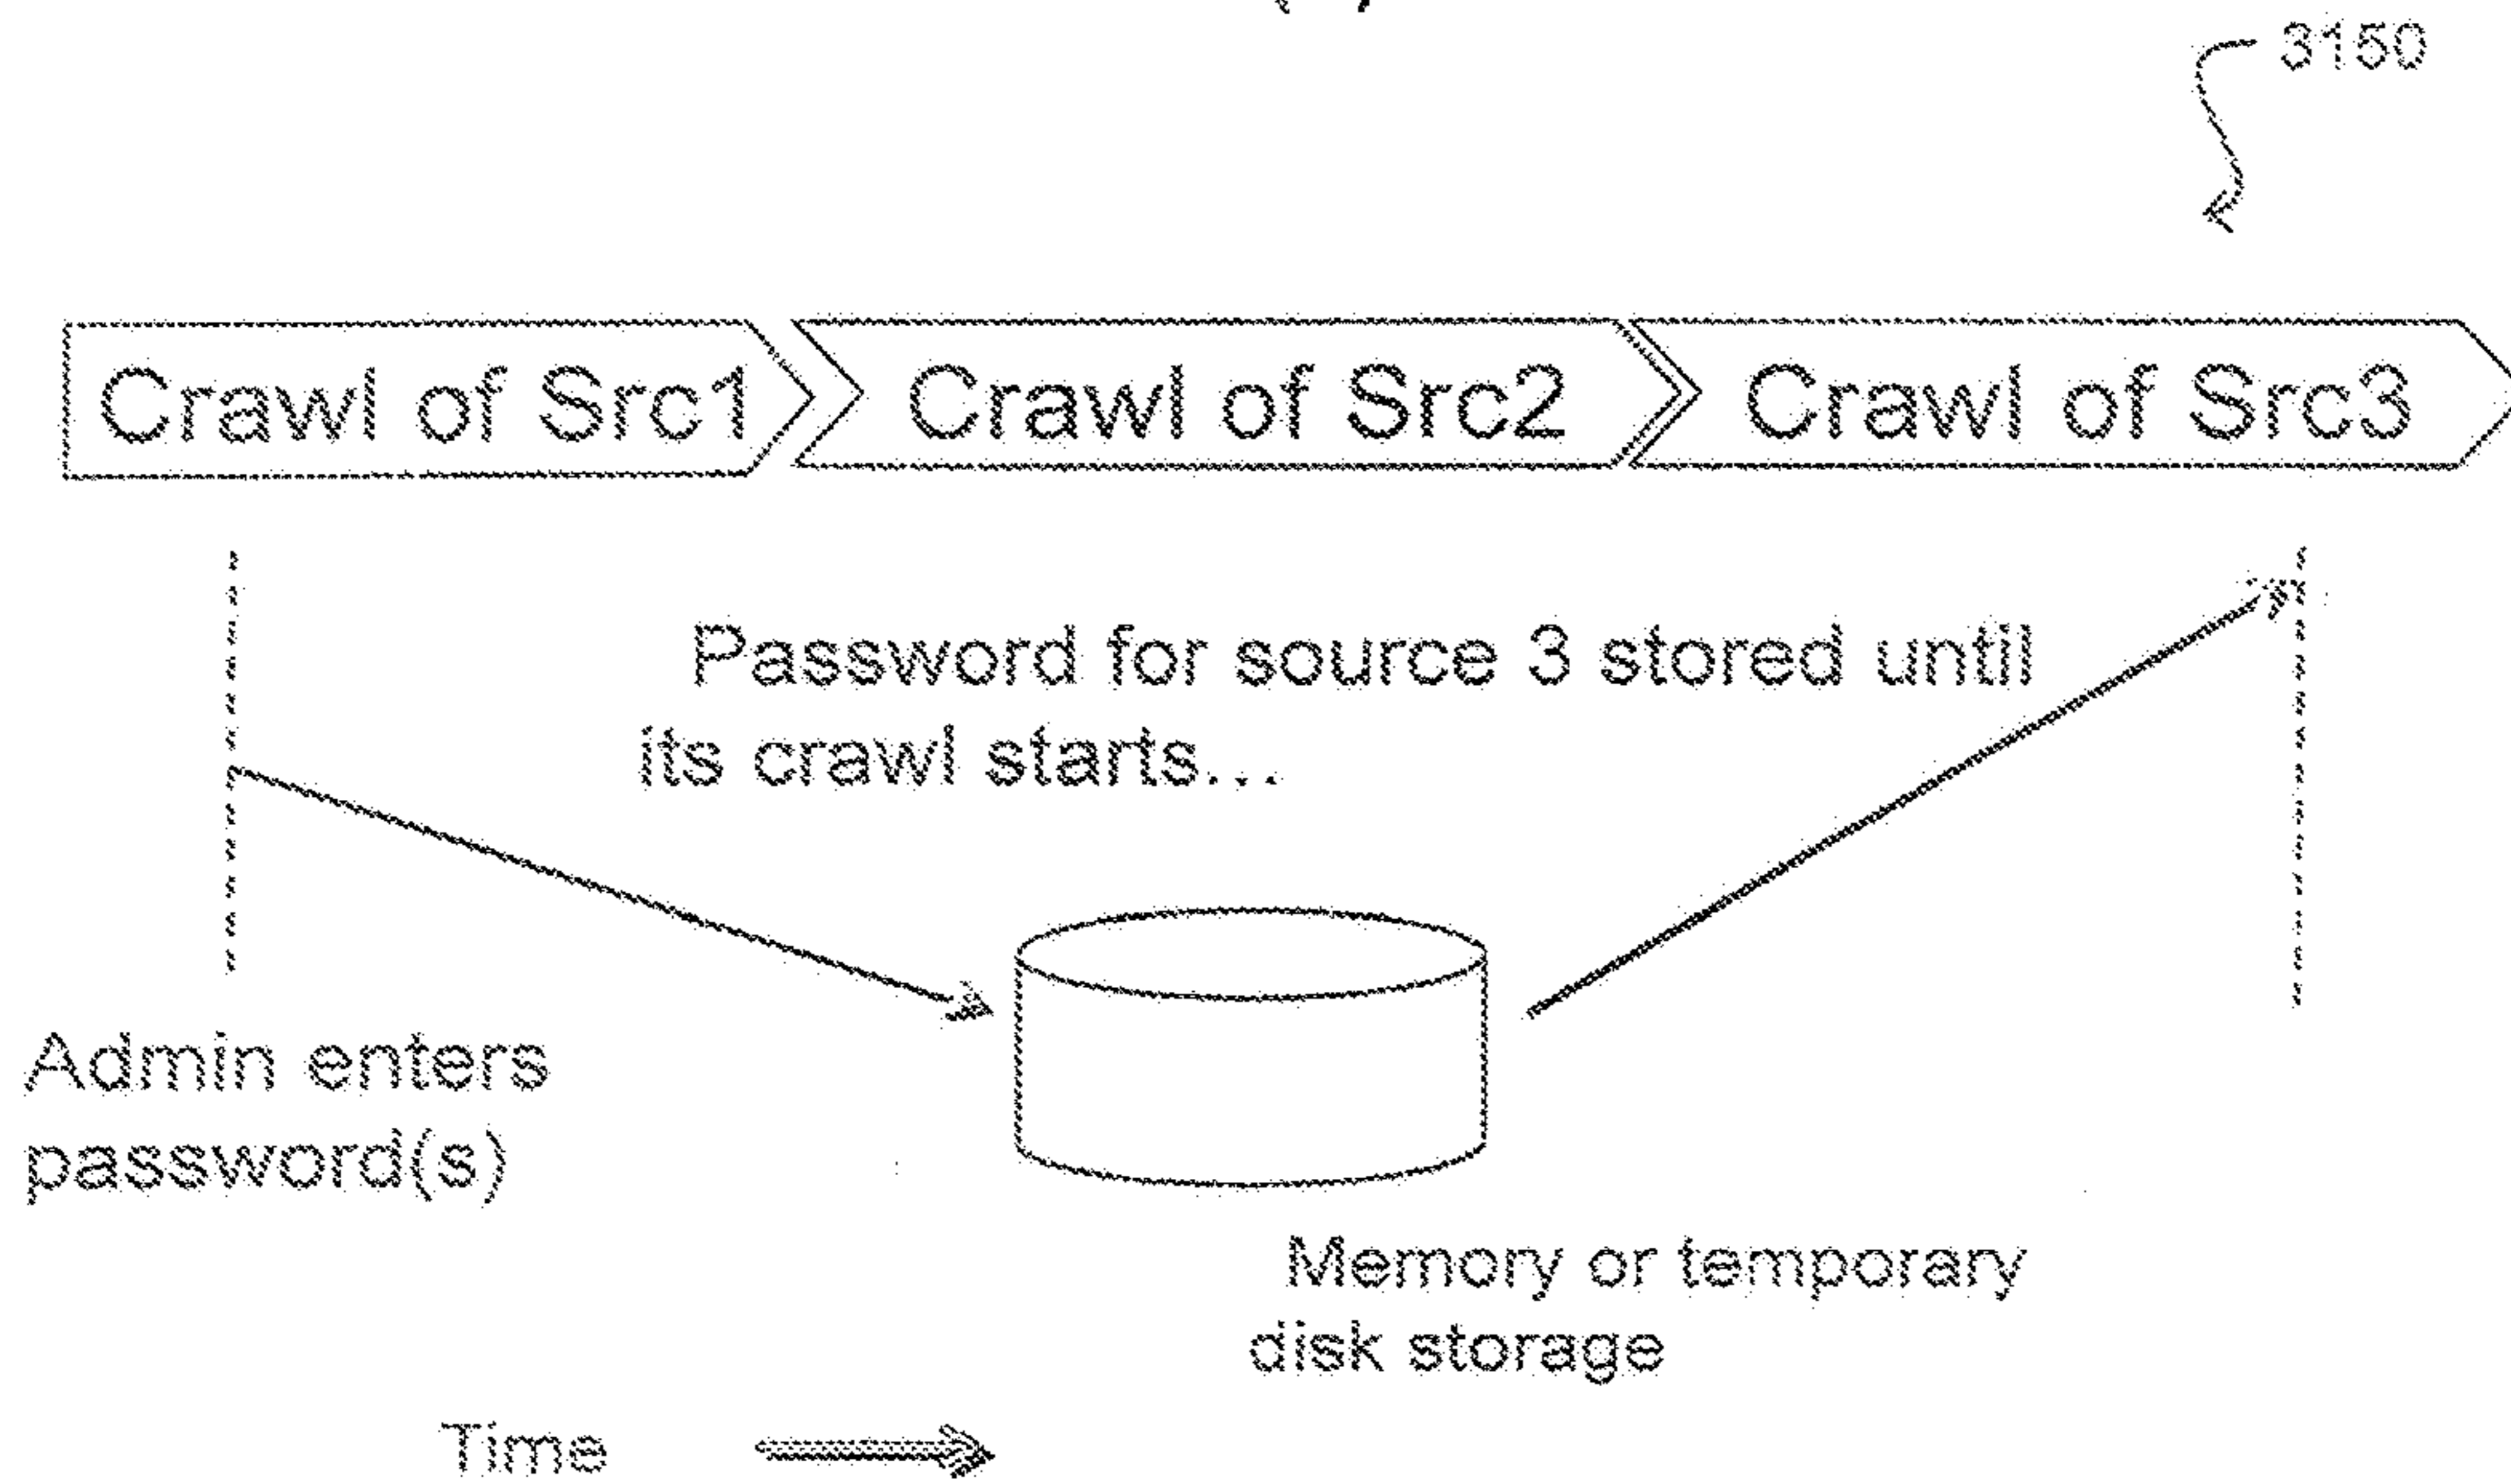 3150
Crawl of Src1
Crawl of Src2
Crawl of Src3
Password for source 3 stored until
its crawl starts...
Admin enters
password(s)
Memory or temporary
disk storage
Time